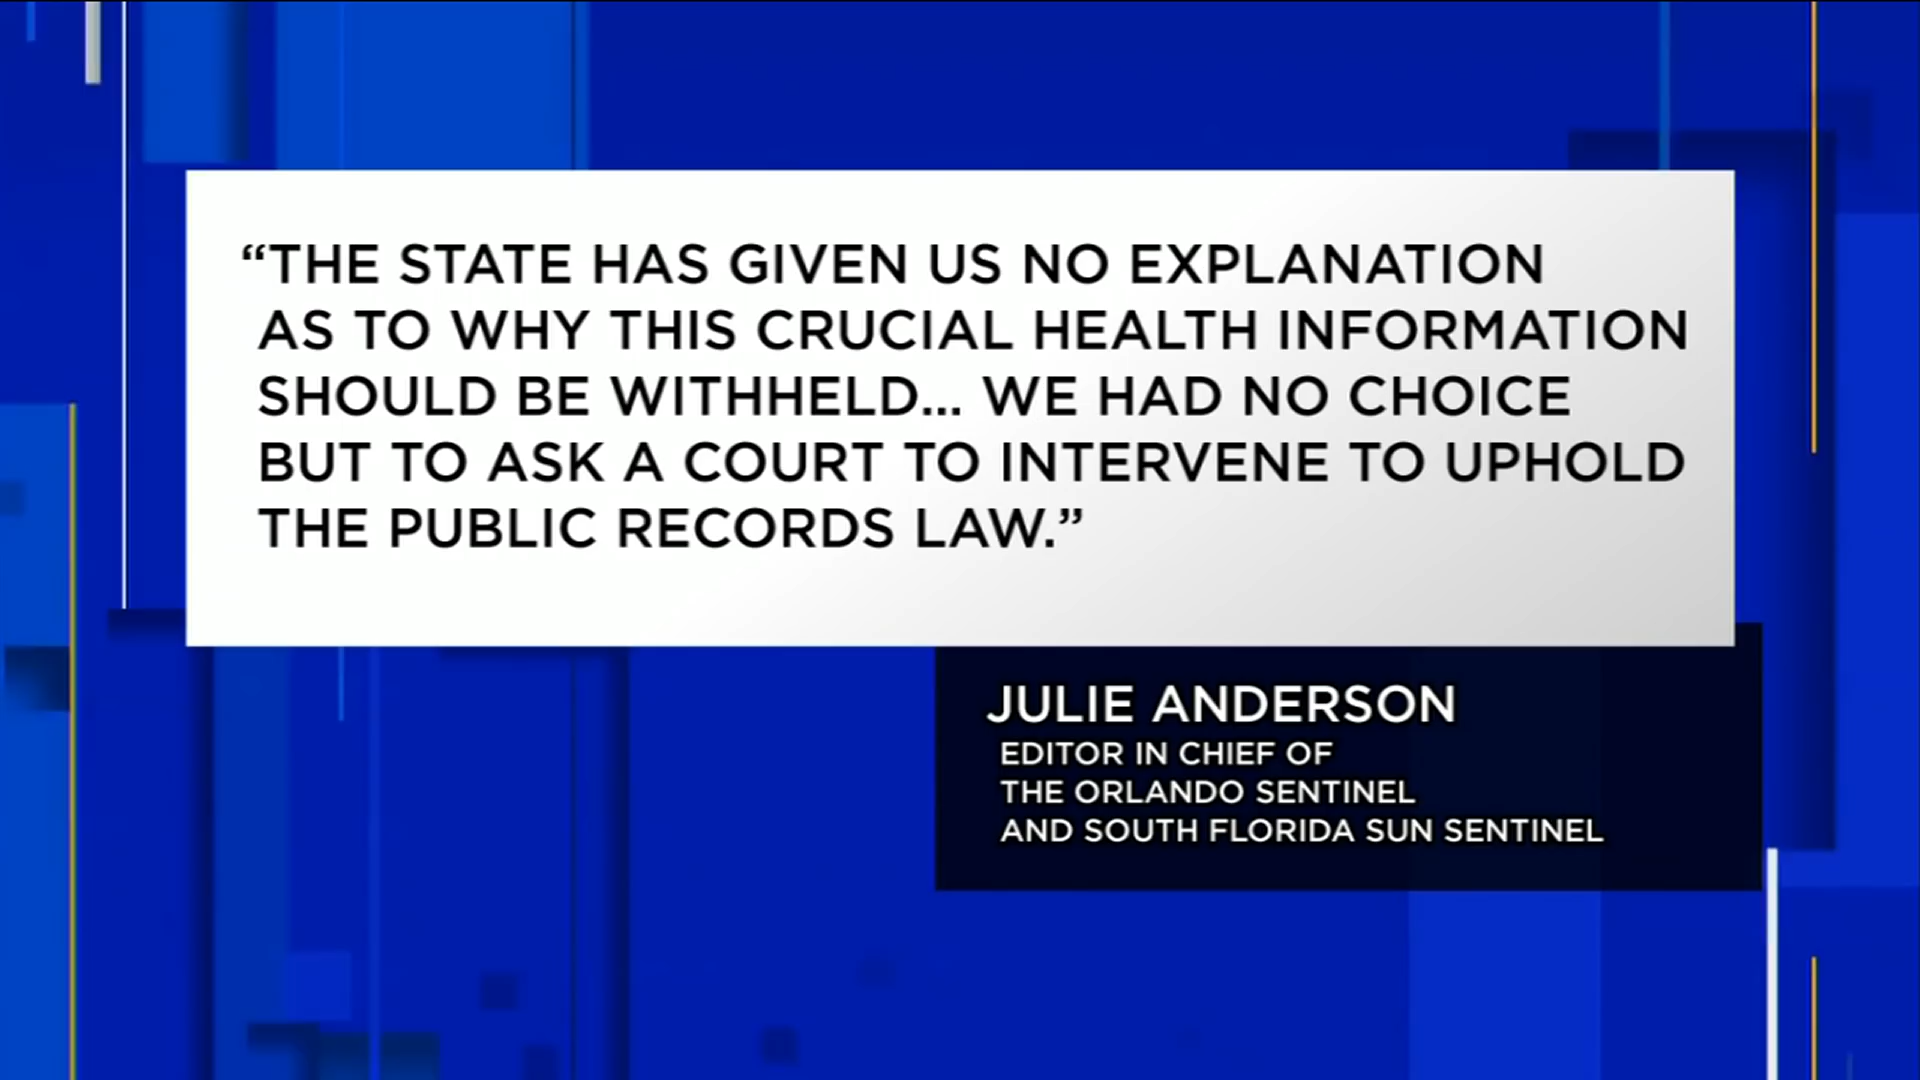 “THE STATE HAS GIVEN US NO EXPLANATION
AS TO WHY THIS CRUCIAL HEALTH INFORMATION
SHOULD BE WITHHELD... WE HAD NO CHOICE
BUT TO ASK A COURT TO INTERVENE TO UPHOLD
THE PUBLIC RECORDS LAW.”
JULIE ANDERSON
EDITOR IN CHIEF OF
THE ORLANDO SENTINEL
AND SOUTH FLORIDA SUN SENTINEL